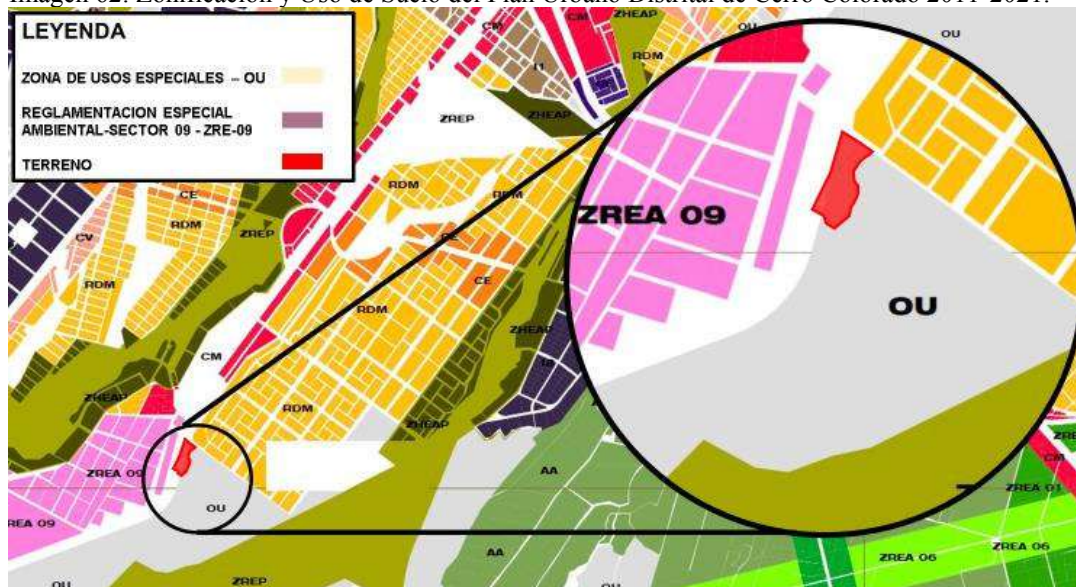 Imagen 02: Zonificación y Uso de Suelo del Plan Urbano Distrital de Cerro Colorado 2011-2021.
LEYENDA
ZONA DE USOS ESPECIALES – OU
REGLAMENTACION ESPECIAL
AMBIENTAL-SECTOR 09 - ZRE-09
TERRENO
CM
ZHEAP
CM
I1
OU
RDM
OU
ZREP
ZHEAP
RDM
RDM
CE
RDM
ZREP
CV
CE
CE
RDM
RDM
ZREA 09
OU
ZHEAP
CM
ZHEAP
RDM
ZHEAP
ZREA 09
AA
CM
ZREA 01
OU
REA 09
AA
ZREA 06
ZREA 06
OU
ZREP
OU